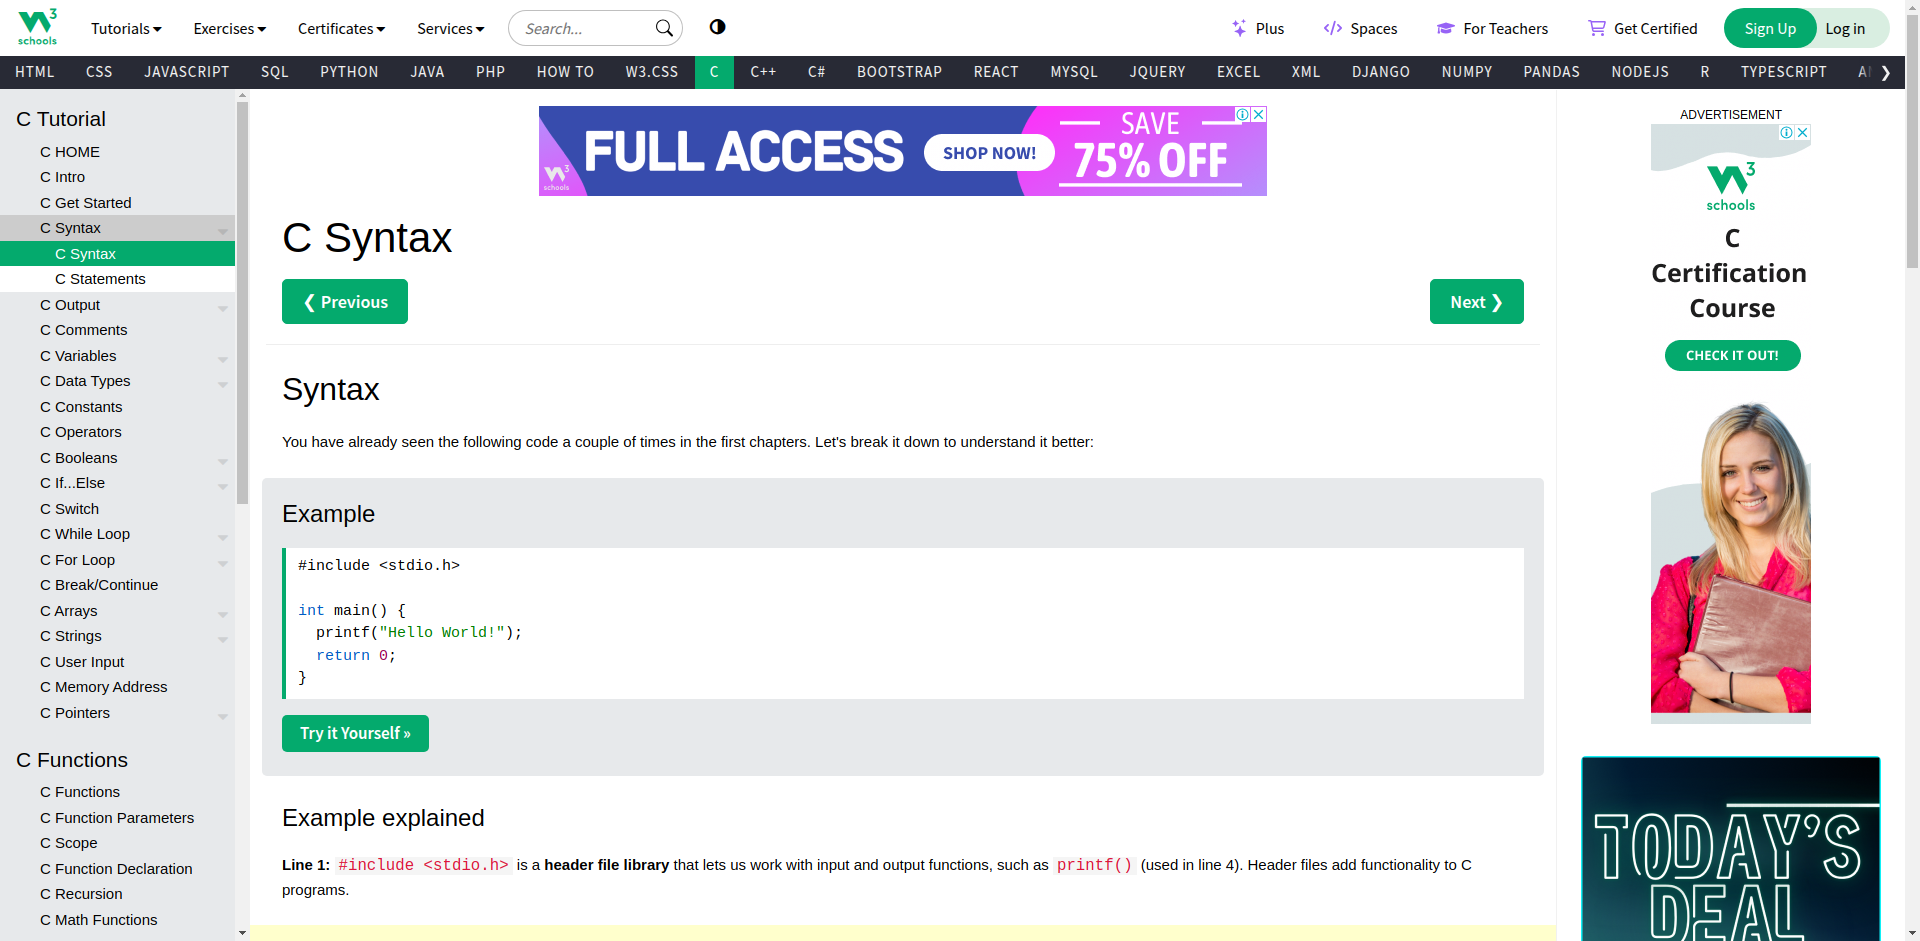 W3 schools
Tutorials Exercises Certificates Services Search... Plus Spaces For Teachers Get Certified Sign Up Log in
HTML CSS JAVASCRIPT SQL PYTHON JAVA PHP HOW TO W3.CSS C C++ C# BOOTSTRAP REACT MYSQL JQUERY EXCEL XML DJANGO NUMPY PANDAS NODEJS R TYPESCRIPT ❯
C Tutorial
C HOME
C Intro
C Get Started
C Syntax
C Syntax
C Statements
C Output
C Comments
C Variables
C Data Types
C Constants
C Operators
C Booleans
C If...Else
C Switch
C While Loop
C For Loop
C Break/Continue
C Arrays
C Strings
C User Input
C Memory Address
C Pointers
C Functions
C Functions
C Function Parameters
C Scope
C Function Declaration
C Recursion
C Math Functions
W3 schools
FULL ACCESS
SHOP NOW!
SAVE
75% OFF
C Syntax
❮ Previous
Next ❯
Syntax
You have already seen the following code a couple of times in the first chapters. Let's break it down to understand it better:
Example
#include <stdio.h>
int main() {
  printf("Hello World!");
  return 0;
}
Try it Yourself »
Example explained
Line 1: #include <stdio.h> is a header file library that lets us work with input and output functions, such as printf() (used in line 4). Header files add functionality to C
programs.
ADVERTISEMENT
W3 schools
C
Certification
Course
CHECK IT OUT!
TODAY'S
DEAL